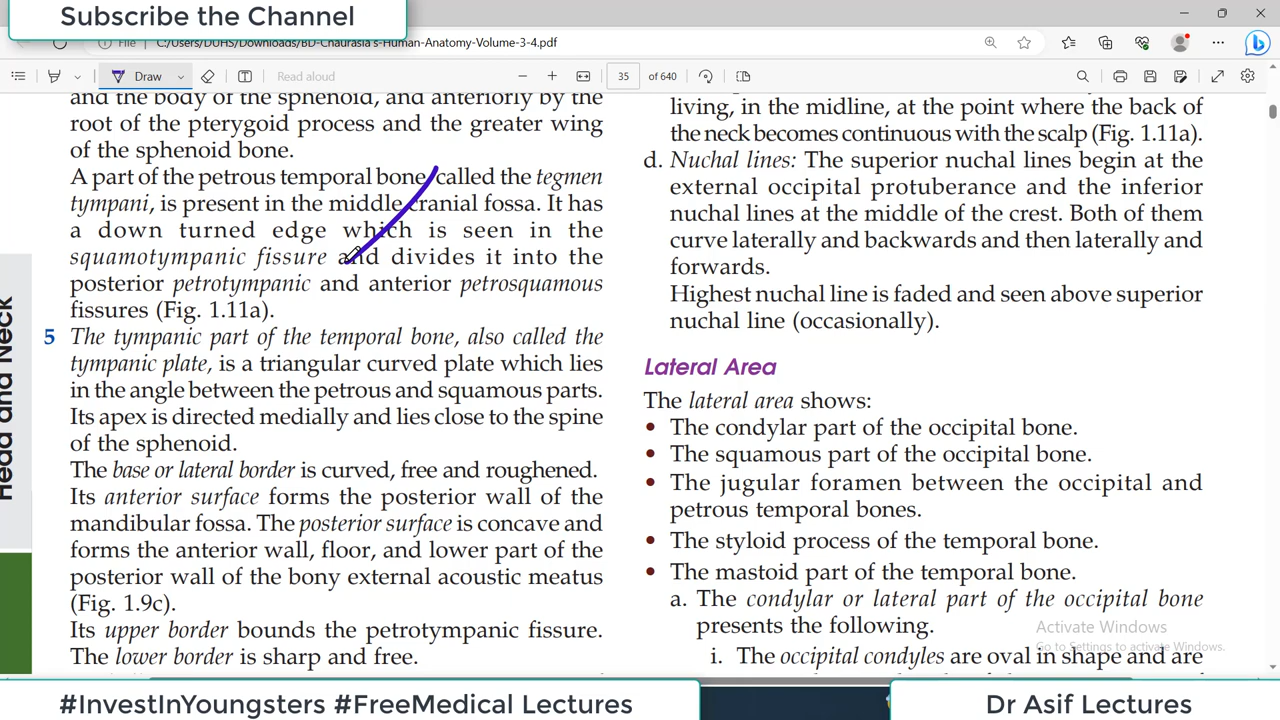 Subscribe the Channel
File
C:/Users/DUHS/Downloads/BD-Chaurasia's-Human-Anatomy-Volume-3-4.pdf
Draw
Read aloud
35
of 640
and the body of the sphenoid, and anteriorly by the
root of the pterygoid process and the greater wing
of the sphenoid bone.
A part of the petrous temporal bone, called the tegmen
tympani, is present in the middle cranial fossa. It has
a down turned edge which is seen in the
squamotympanic fissure and divides it into the
posterior petrotympanic and anterior petrosquamous
fissures (Fig. 1.11a).
5 The tympanic part of the temporal bone, also called the
tympanic plate, is a triangular curved plate which lies
in the angle between the petrous and squamous parts.
Its apex is directed medially and lies close to the spine
of the sphenoid.
The base or lateral border is curved, free and roughened.
Its anterior surface forms the posterior wall of the
mandibular fossa. The posterior surface is concave and
forms the anterior wall, floor, and lower part of the
posterior wall of the bony external acoustic meatus
(Fig. 1.9c).
Its upper border bounds the petrotympanic fissure.
The lower border is sharp and free.
Head and Neck
living, in the midline, at the point where the back of
the neck becomes continuous with the scalp (Fig. 1.11a).
d. Nuchal lines: The superior nuchal lines begin at the
external occipital protuberance and the inferior
nuchal lines at the middle of the crest. Both of them
curve laterally and backwards and then laterally and
forwards.
Highest nuchal line is faded and seen above superior
nuchal line (occasionally).
Lateral Area
The lateral area shows:
• The condylar part of the occipital bone.
• The squamous part of the occipital bone.
• The jugular foramen between the occipital and
petrous temporal bones.
• The styloid process of the temporal bone.
• The mastoid part of the temporal bone.
a. The condylar or lateral part of the occipital bone
presents the following.
i. The occipital condyles are oval in shape and are
Activate Windows
Go to Settings to activate Windows.
#InvestInYoungsters #FreeMedical Lectures
Dr Asif Lectures